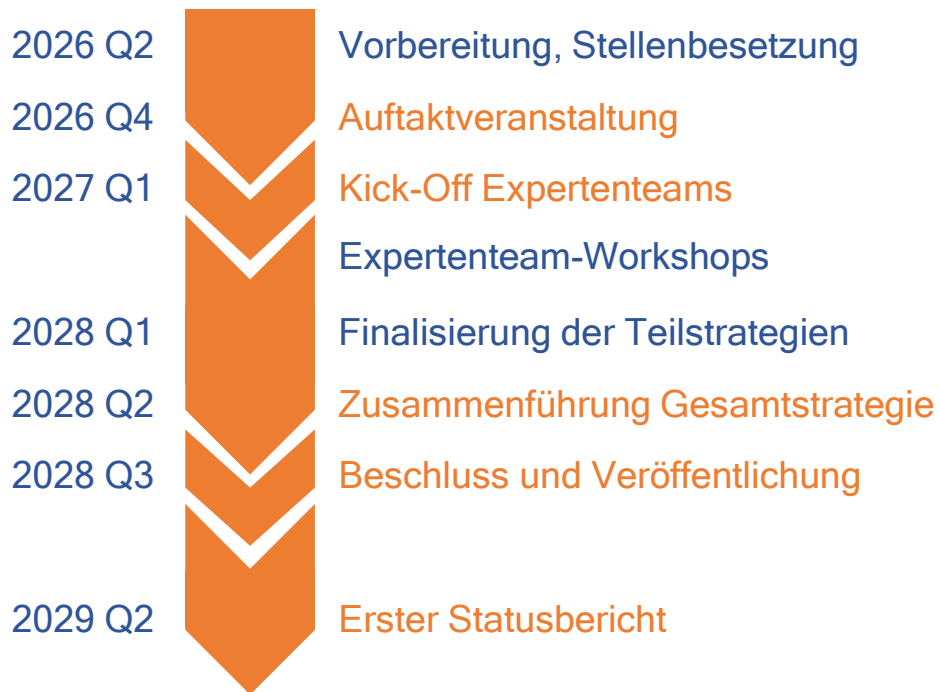 2026 Q2 Vorbereitung, Stellenbesetzung
2026 Q4 Auftaktveranstaltung
2027 Q1 Kick-Off Expertenteams
Expertenteam-Workshops
2028 Q1 Finalisierung der Teilstrategien
2028 Q2 Zusammenführung Gesamtstrategie
2028 Q3 Beschluss und Veröffentlichung
2029 Q2 Erster Statusbericht